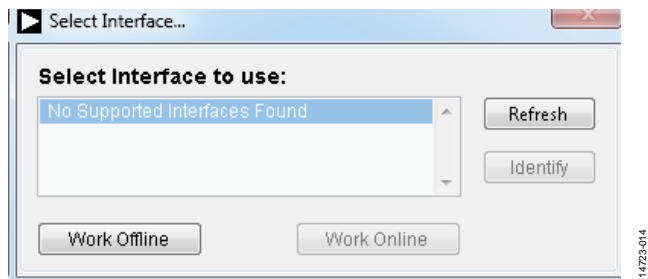 Select Interface...
Select Interface to use:
No Supported Interfaces Found
Refresh
Identify
Work Offline
Work Online
14723-014